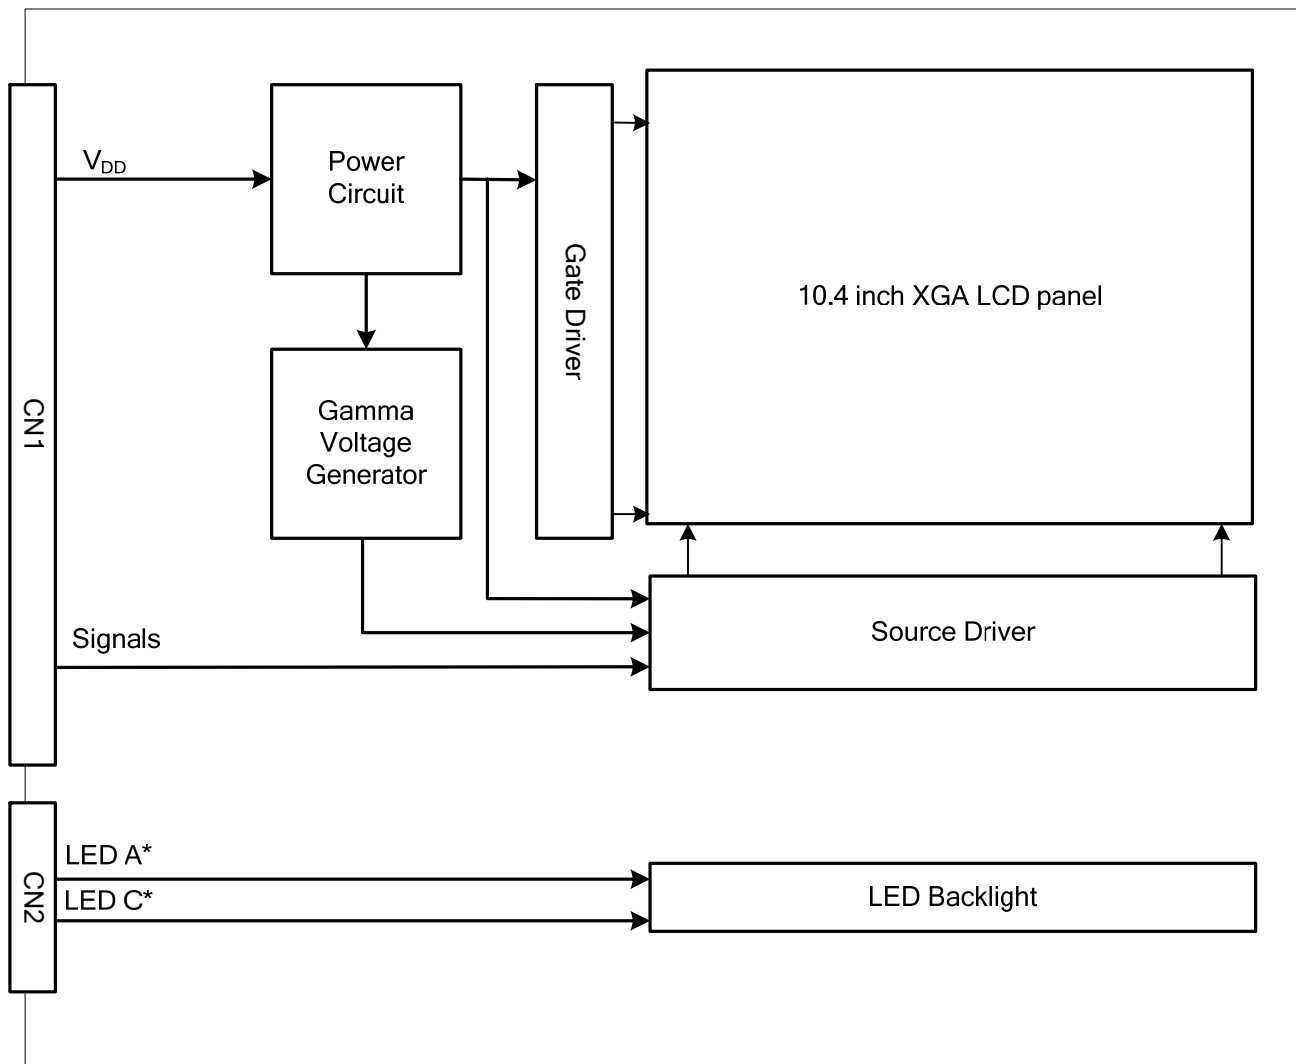 V_DD
Power
Circuit
Gate Driver
10.4 inch XGA LCD panel
CN1
Gamma
Voltage
Generator
Signals
Source Driver
CN2
LED A*
LED C*
LED Backlight